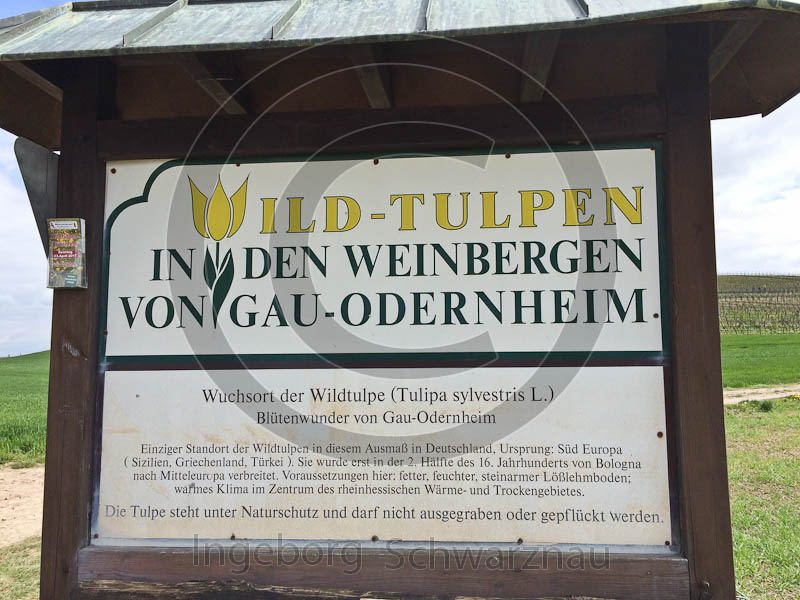 WILD-TULPEN
IN DEN WEINBERGEN
VON GAU-ODERNHEIM
Wuchsort der Wildtulpe (Tulipa sylvestris L.)
Blütenwunder von Gau-Odernheim
Einziger Standort der Wildtulpen in diesem Ausmaß in Deutschland, Ursprung: Süd Europa
( Sizilien, Griechenland, Türkei ). Sie wurde erst in der 2. Hälfte des 16. Jahrhunderts von Bologna
nach Mitteleuropa verbreitet. Voraussetzungen hier: fetter, feuchter, steinarmer Lößlehmboden;
warmes Klima im Zentrum des rheinhessischen Wärme- und Trockengebietes.
Die Tulpe steht unter Naturschutz und darf nicht ausgegraben oder gepflückt werden.
©
Ingeborg Schwarznau